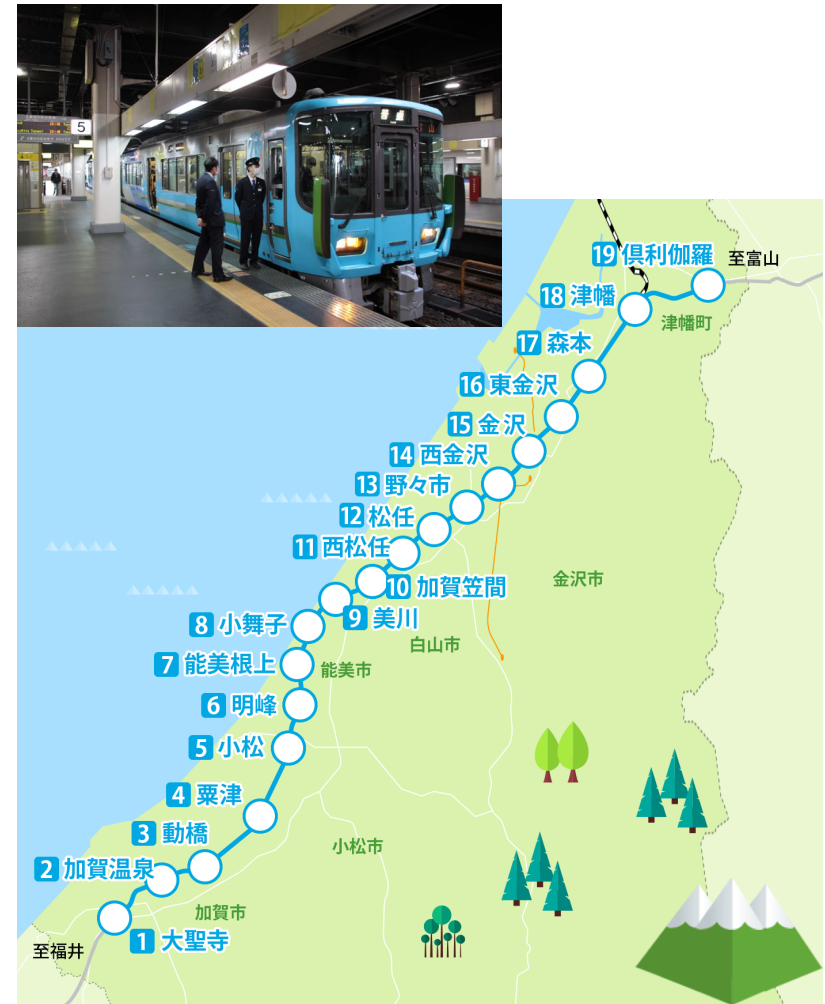 5
普通
19 倶利伽羅
至富山
18 津幡
津幡町
17 森本
16 東金沢
15 金沢
14 西金沢
13 野々市
12 松任
11 西松任
10 加賀笠間
金沢市
9 美川
8 小舞子
白山市
7 能美根上
能美市
6 明峰
5 小松
4 粟津
3 動橋
小松市
2 加賀温泉
加賀市
1 大聖寺
至福井